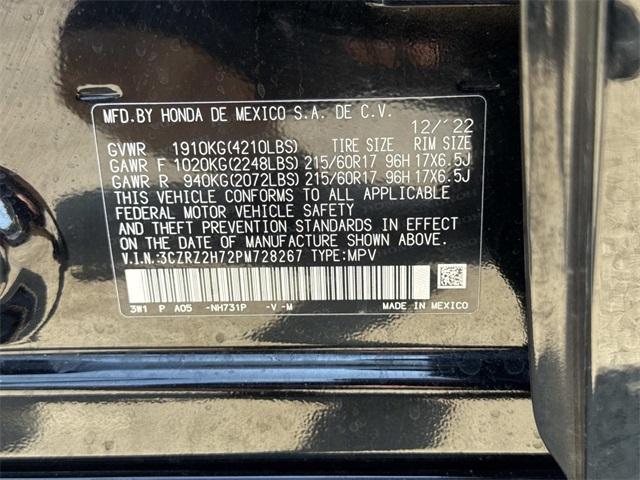 MFD.BY HONDA DE MEXICO S.A. DE C.V.
12/'22
GVWR 1910KG(4210LBS) TIRE SIZE RIM SIZE
GAWR F 1020KG(2248LBS) 215/60R17 96H 17X6.5J
GAWR R 940KG(2072LBS) 215/60R17 96H 17X6.5J
THIS VEHICLE CONFORMS TO ALL APPLICABLE
FEDERAL MOTOR VEHICLE SAFETY
AND THEFT PREVENTION STANDARDS IN EFFECT
ON THE DATE OF MANUFACTURE SHOWN ABOVE.
V.I.N.:3CZRZ2H72PM728267 TYPE:MPV
3W1 P A05 -NH731P -V -M MADE IN MEXICO